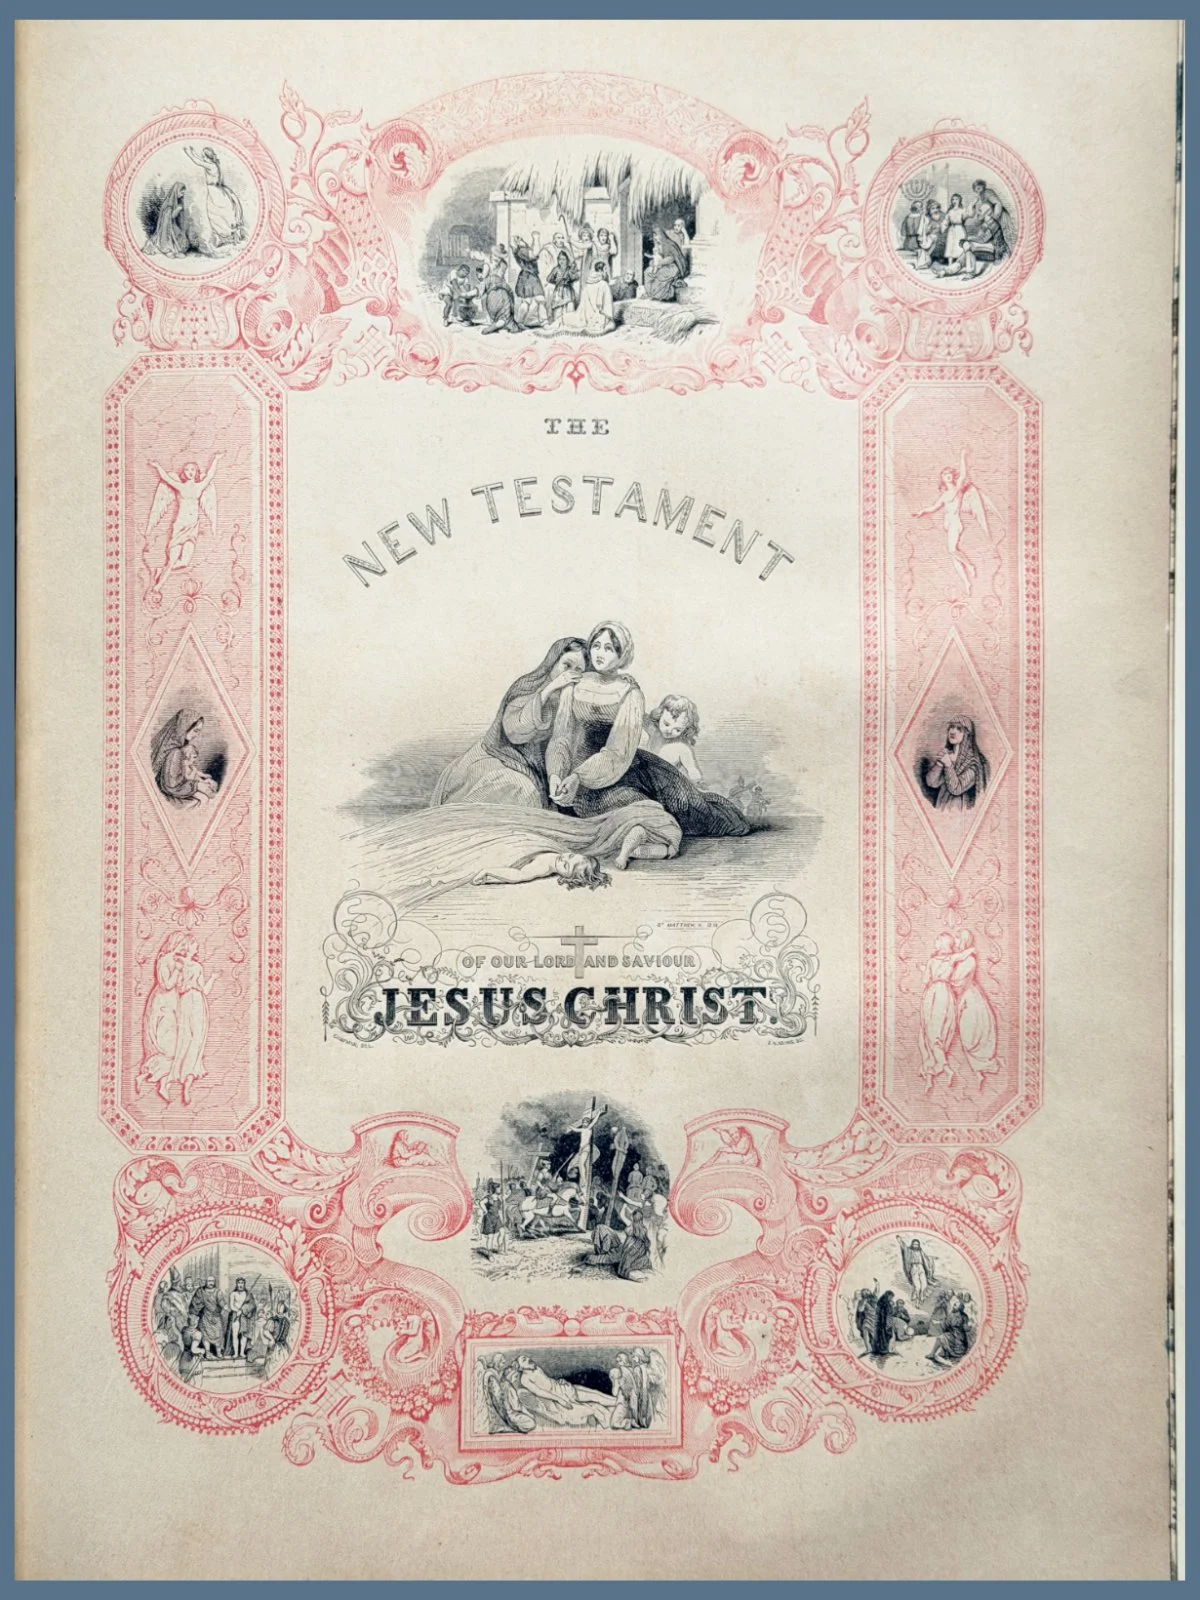 THE
NEW TESTAMENT
OF OUR LORD AND SAVIOUR
JESUS CHRIST.